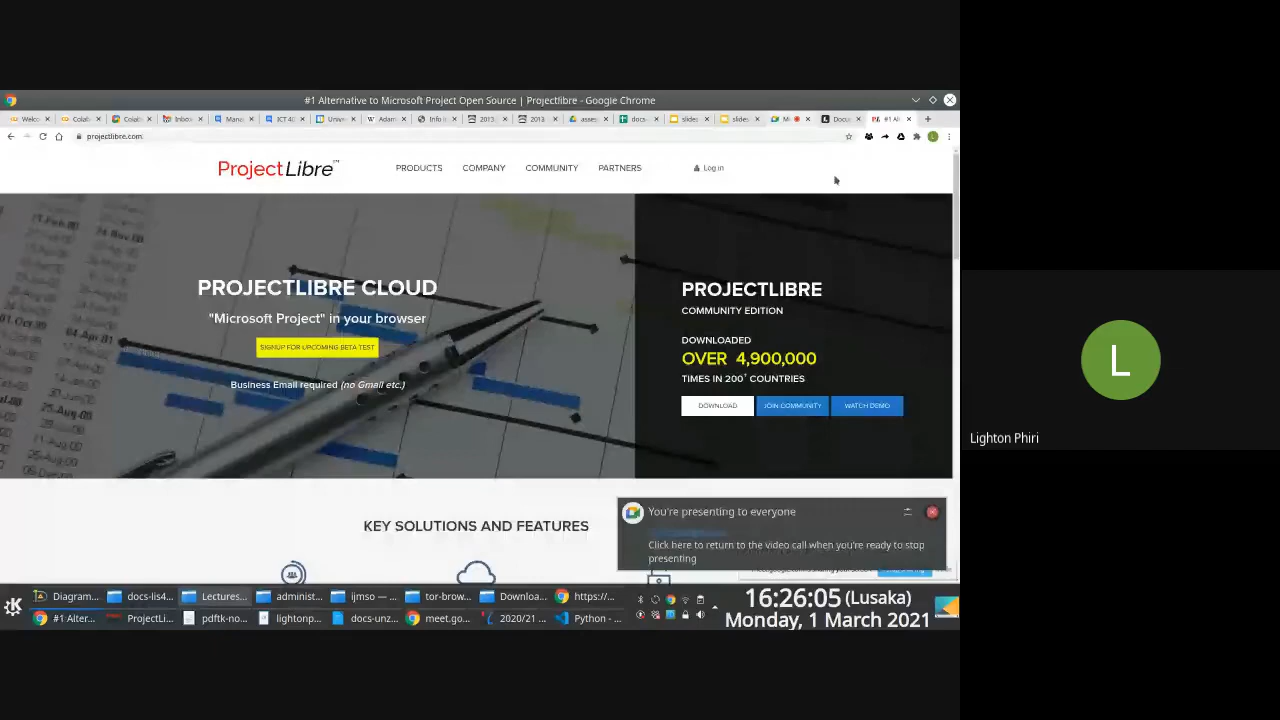 #1 Alternative to Microsoft Project Open Source | Projectlibre - Google Chrome
projectlibre.com
ProjectLibre™
PRODUCTS COMPANY COMMUNITY PARTNERS Log in
PROJECTLIBRE CLOUD
"Microsoft Project" in your browser
SIGNUP FOR UPCOMING BETA TEST
Business Email required (no Gmail etc.)
PROJECTLIBRE
COMMUNITY EDITION
DOWNLOADED
OVER 4,900,000
TIMES IN 200+ COUNTRIES
DOWNLOAD JOIN COMMUNITY WATCH DEMO
KEY SOLUTIONS AND FEATURES
You're presenting to everyone
Click here to return to the video call when you're ready to stop
presenting
Diagram... docs-lis4... Lectures... administ... ijmso — ... tor-brow... Downloa... https://...
#1 Alter... ProjectLi... pdftk-no... lightonp... docs-unz... meet.go... 2020/21 ... Python - ...
16:26:05 (Lusaka)
Monday, 1 March 2021
L
Lighton Phiri